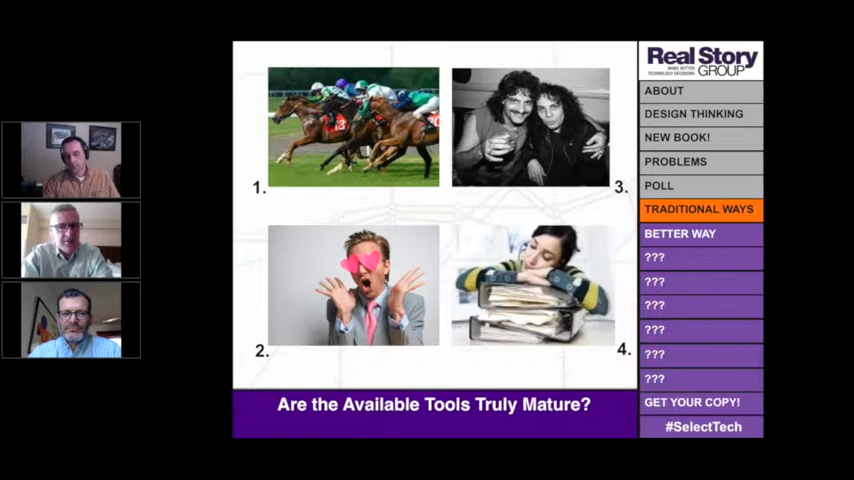 1.
3.
2.
4.
Are the Available Tools Truly Mature?
Real Story
MAKE BETTER
TECHNOLOGY DECISIONS
GROUP
ABOUT
DESIGN THINKING
NEW BOOK!
PROBLEMS
POLL
TRADITIONAL WAYS
BETTER WAY
???
???
???
???
???
???
GET YOUR COPY!
#SelectTech